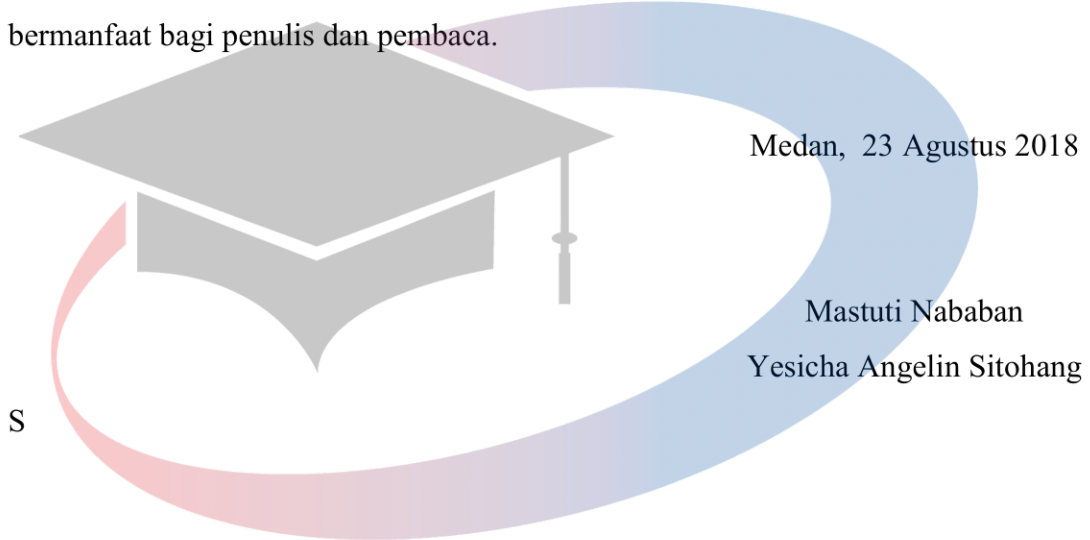 bermanfaat bagi penulis dan pembaca.
Medan, 23 Agustus 2018
Mastuti Nababan
Yesicha Angelin Sitohang
S